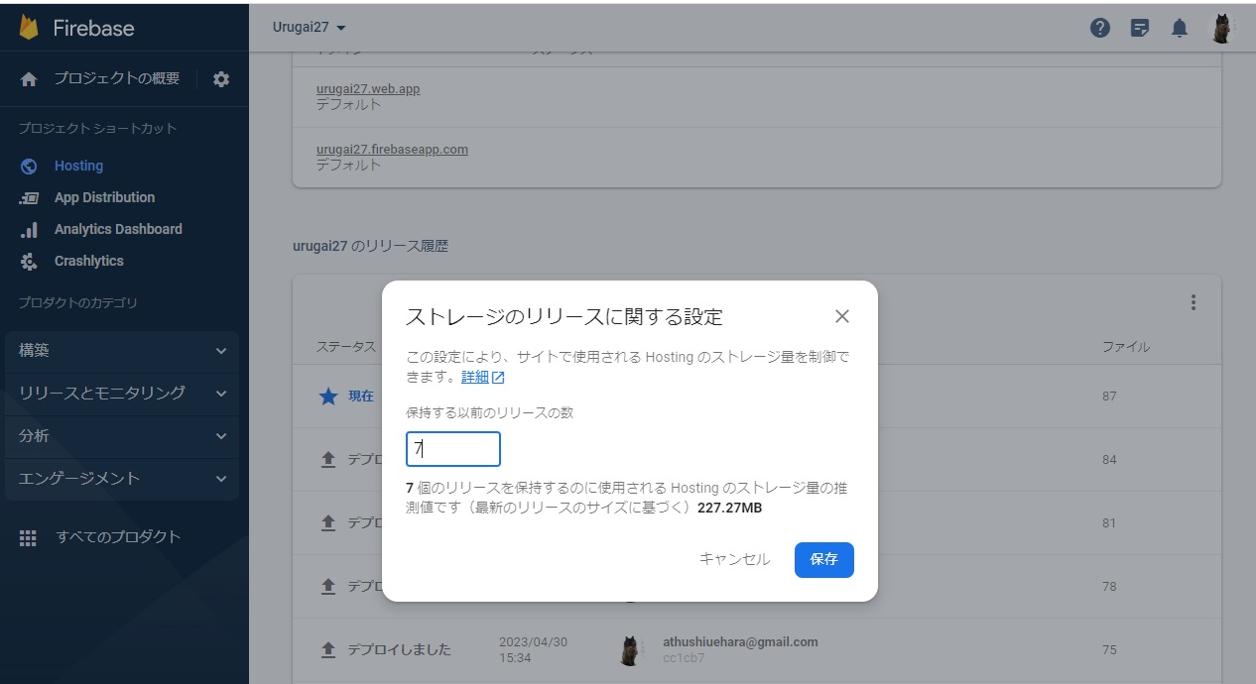 Firebase
Urugai27
プロジェクトの概要
プロジェクト ショートカット
Hosting
App Distribution
Analytics Dashboard
Crashlytics
プロダクトのカテゴリ
構築
リリースとモニタリング
分析
エンゲージメント
すべてのプロダクト
urugai27.web.app
デフォルト
urugai27.firebaseapp.com
デフォルト
urugai27 のリリース履歴
ステータス
ファイル
現在
87
デプロ
84
デプロ
81
デプロ
78
デプロイしました
2023/04/30
15:34
athushiuehara@gmail.com
cc1cb7
75
ストレージのリリースに関する設定
この設定により、サイトで使用される Hosting のストレージ量を制御で
きます。詳細
保持する以前のリリースの数
7
7 個のリリースを保持するのに使用される Hosting のストレージ量の推
測値です（最新のリリースのサイズに基づく）227.27MB
キャンセル
保存